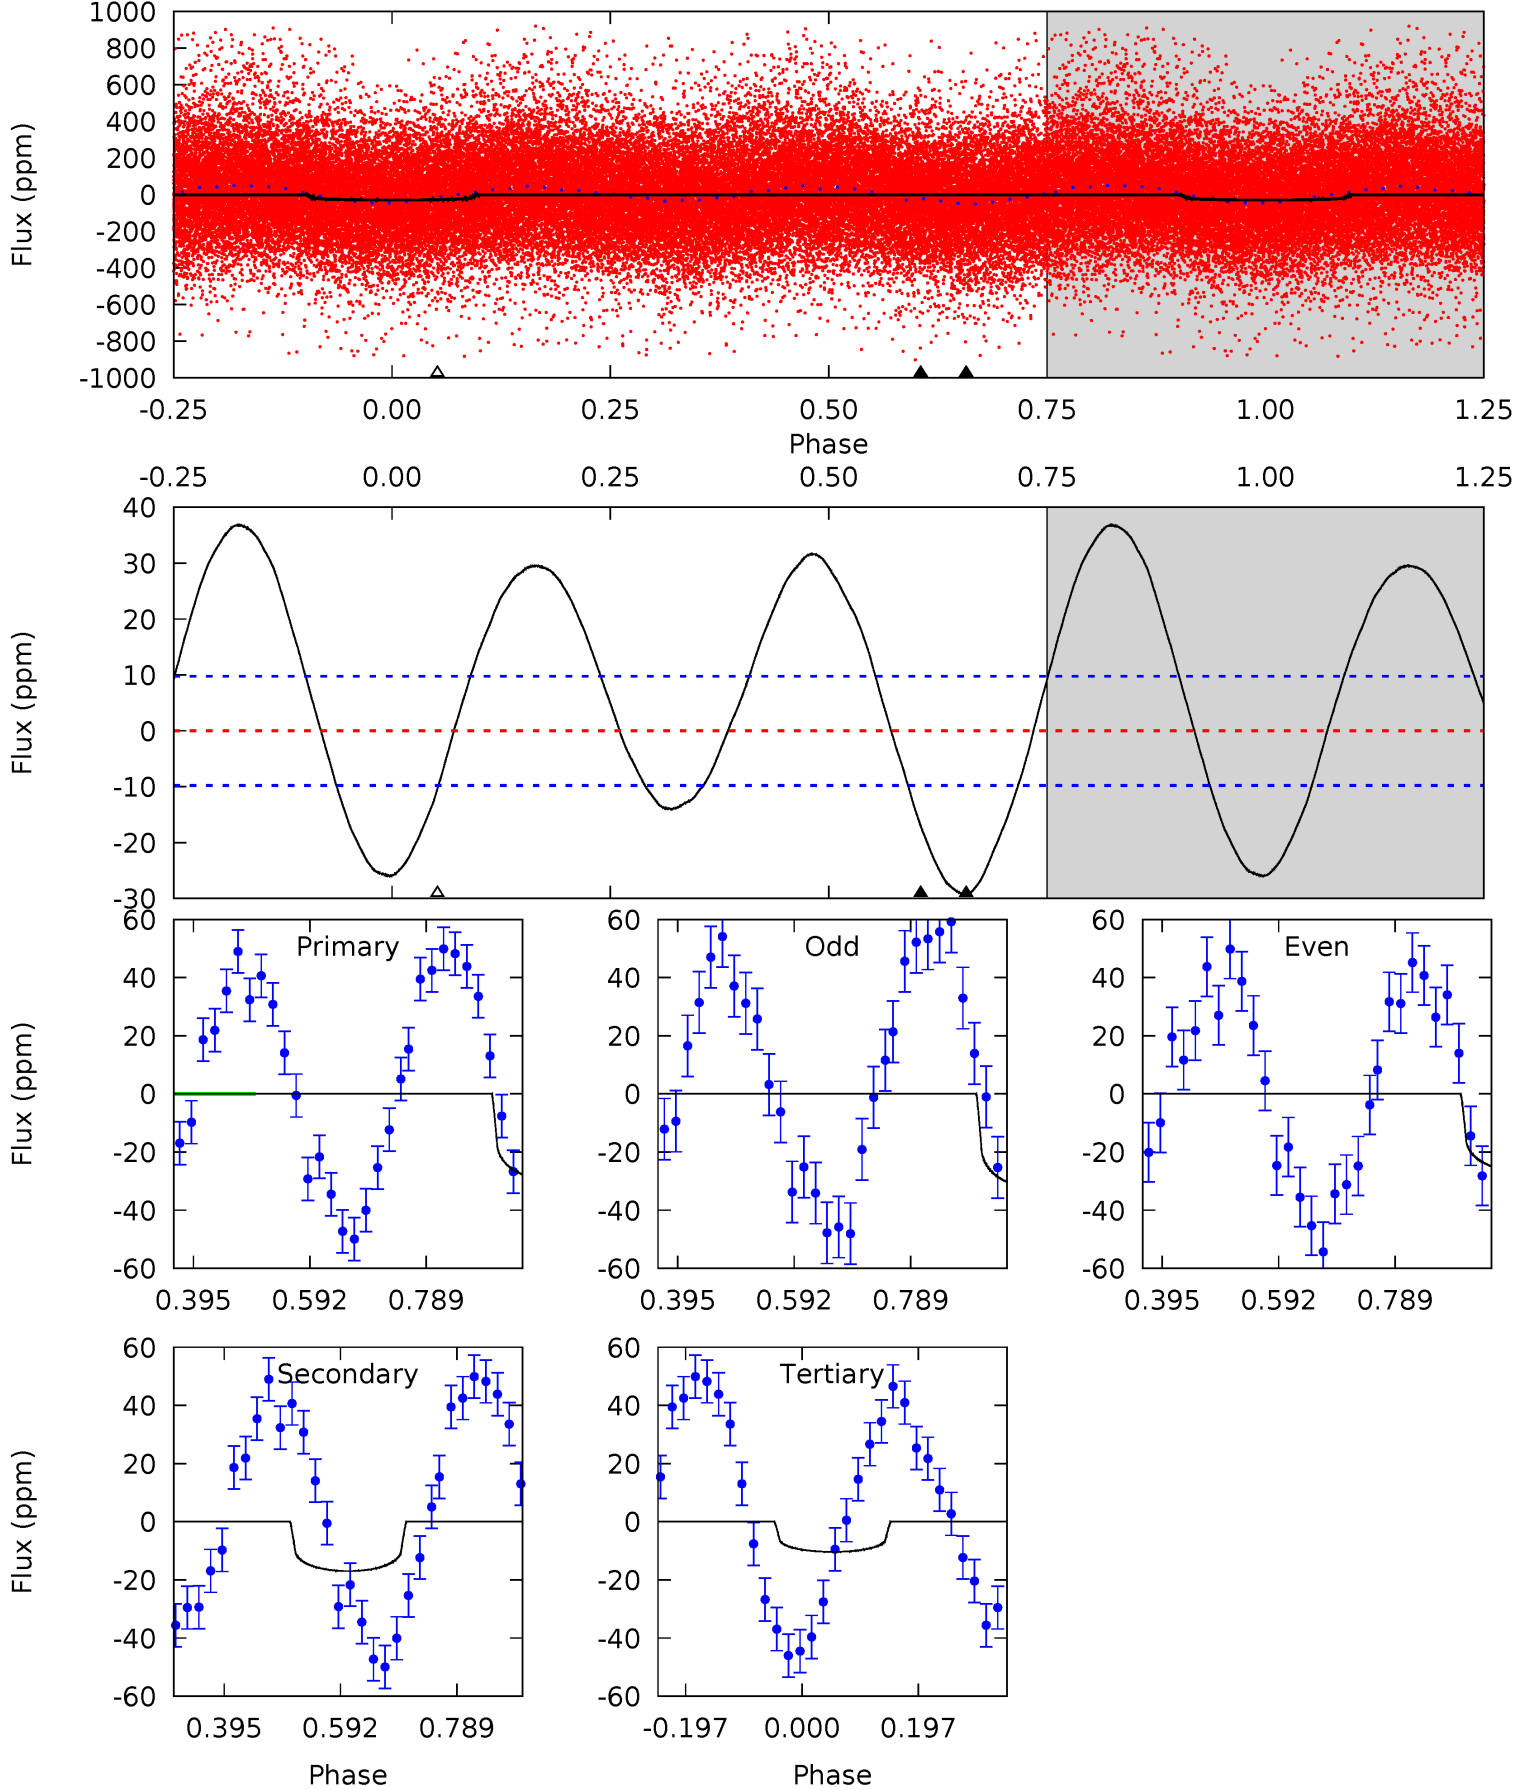 1000
800
600
400
200
0
-200
-400
-600
-800
-1000
Flux (ppm)
-0.25 0.00 0.25 0.50 0.75 1.00 1.25
Phase
-0.25 0.00 0.25 0.50 0.75 1.00 1.25
40
30
20
10
0
-10
-20
-30
Flux (ppm)
60 60 60
Primary Odd Even
40 40 40
20 20 20
0 0 0
-20 -20 -20
-40 -40 -40
-60 -60 -60
Flux (ppm)
0.395 0.592 0.789 0.395 0.592 0.789 0.395 0.592 0.789
60 60
Secondary Tertiary
40 40
20 20
0 0
-20 -20
-40 -40
-60 -60
Flux (ppm)
0.395 0.592 0.789 -0.197 0.000 0.197
Phase Phase